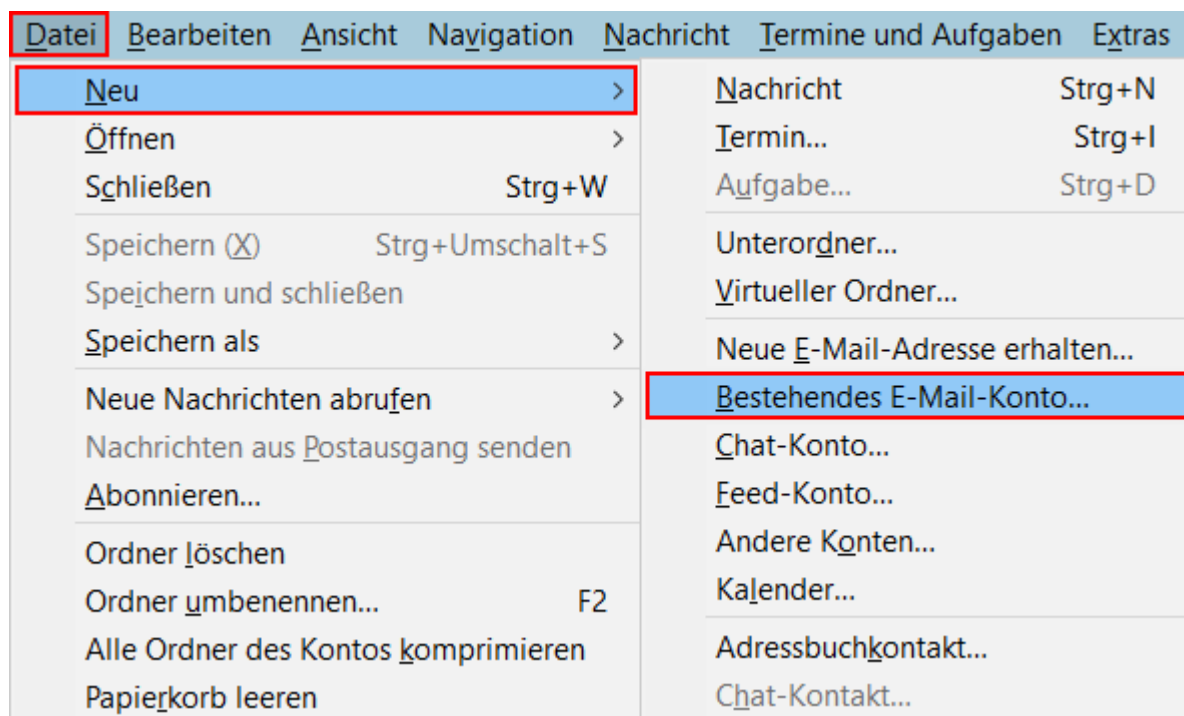 Datei Bearbeiten Ansicht Navigation Nachricht Termine und Aufgaben Extras
Neu >
Öffnen >
Schließen Strg+W
Speichern (X) Strg+Umschalt+S
Speichern und schließen
Speichern als >
Neue Nachrichten abrufen >
Nachrichten aus Postausgang senden
Abonnieren...
Ordner löschen
Ordner umbenennen... F2
Alle Ordner des Kontos komprimieren
Papierkorb leeren
Nachricht Strg+N
Termin... Strg+I
Aufgabe... Strg+D
Unterordner...
Virtueller Ordner...
Neue E-Mail-Adresse erhalten...
Bestehendes E-Mail-Konto...
Chat-Konto...
Feed-Konto...
Andere Konten...
Kalender...
Adressbuchkontakt...
Chat-Kontakt...